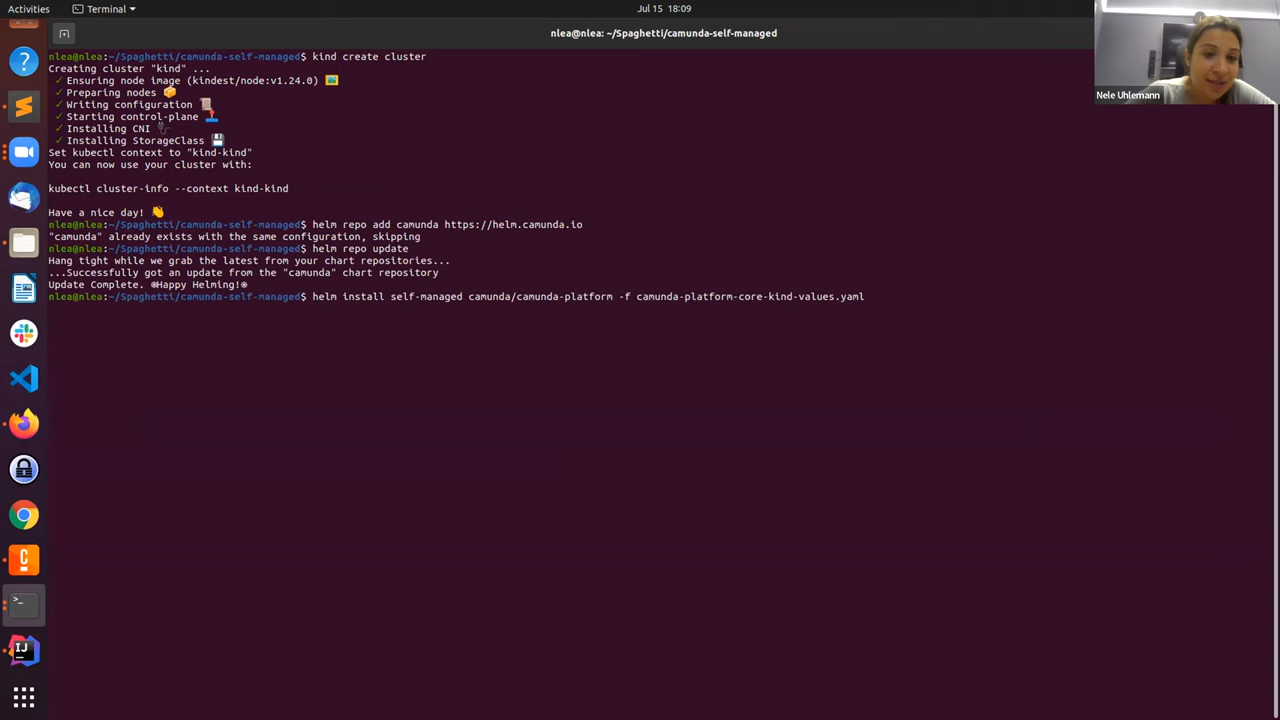 Activities
Terminal
Jul 15 18:09
nlea@nlea: ~/Spaghetti/camunda-self-managed
Nele Uhlemann
nlea@nlea:~/Spaghetti/camunda-self-managed$ kind create cluster
Creating cluster "kind" ...
✓ Ensuring node image (kindest/node:v1.24.0) 🖼
✓ Preparing nodes 📦
✓ Writing configuration 📜
✓ Starting control-plane 🕹️
✓ Installing CNI 🔌
✓ Installing StorageClass 💾
Set kubectl context to "kind-kind"
You can now use your cluster with:
kubectl cluster-info --context kind-kind
Have a nice day! 👋
nlea@nlea:~/Spaghetti/camunda-self-managed$ helm repo add camunda https://helm.camunda.io
"camunda" already exists with the same configuration, skipping
nlea@nlea:~/Spaghetti/camunda-self-managed$ helm repo update
Hang tight while we grab the latest from your chart repositories...
...Successfully got an update from the "camunda" chart repository
Update Complete. ⎈Happy Helming!⎈
nlea@nlea:~/Spaghetti/camunda-self-managed$ helm install self-managed camunda/camunda-platform -f camunda-platform-core-kind-values.yaml